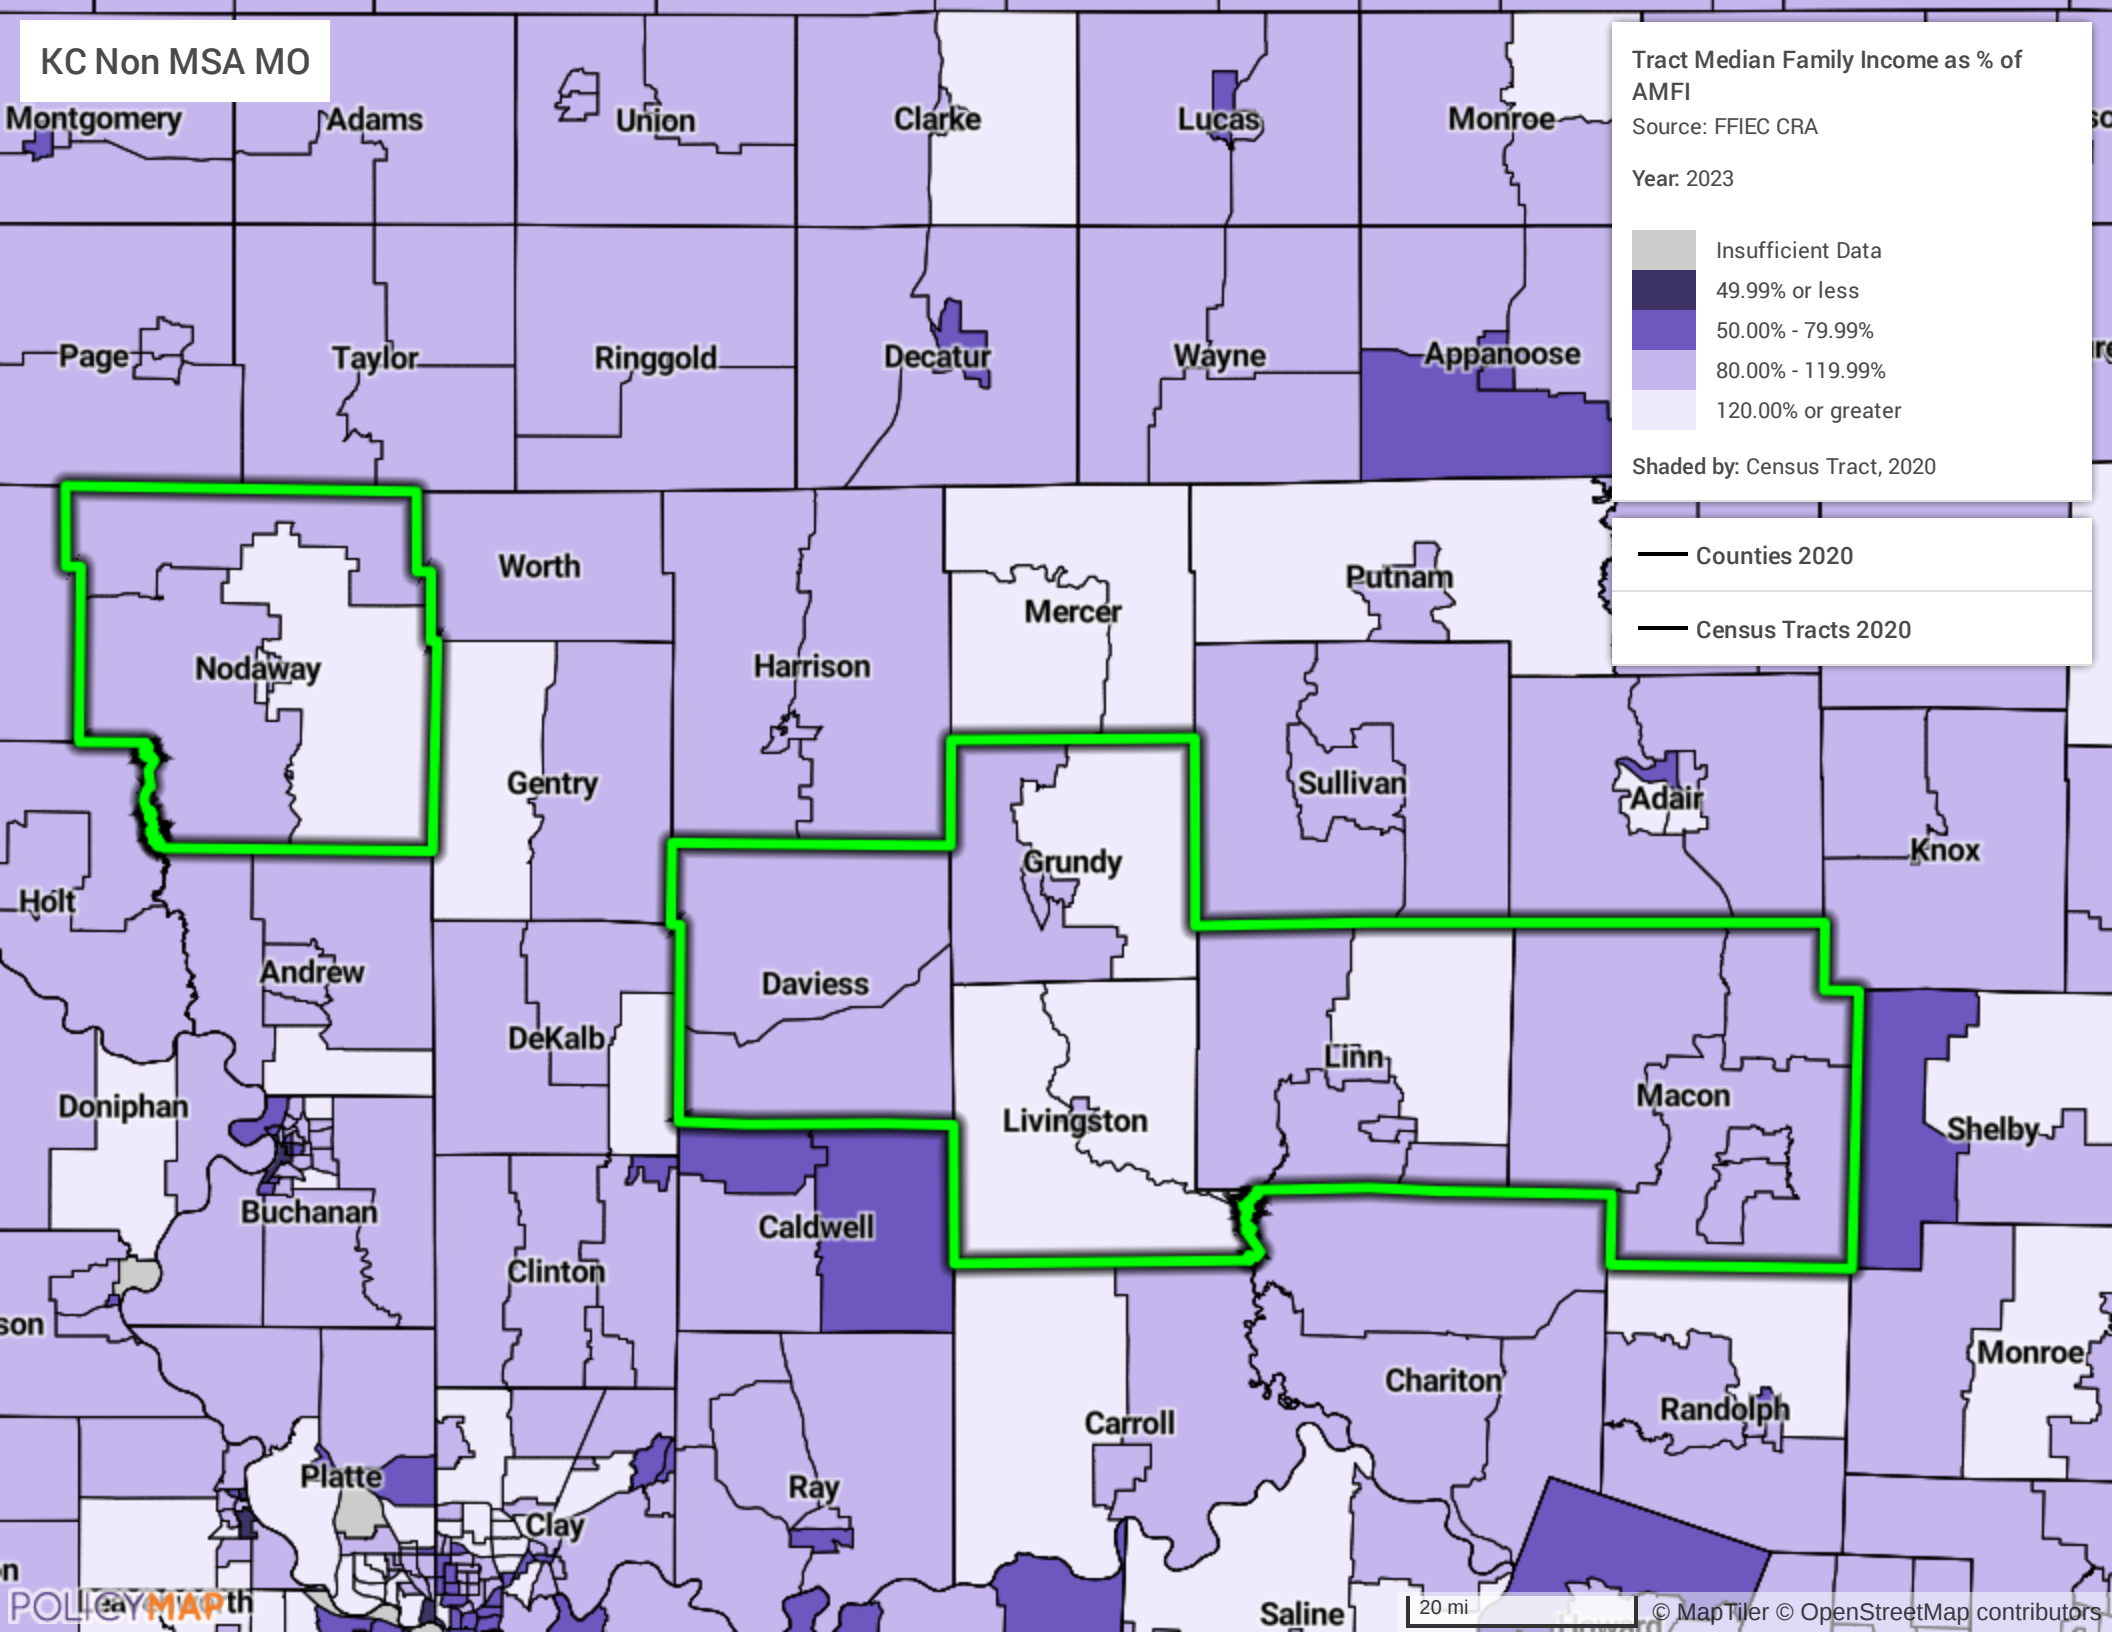 KC Non MSA MO
Tract Median Family Income as % of
AMFI
Source: FFIEC CRA
Year: 2023
Insufficient Data
49.99% or less
50.00% - 79.99%
80.00% - 119.99%
120.00% or greater
Shaded by: Census Tract, 2020
Counties 2020
Census Tracts 2020
Montgomery
Adams
Union
Clarke
Lucas
Monroe
so
Page
Taylor
Ringgold
Decatur
Wayne
Appanoose
re
Worth
Mercer
Putnam
Nodaway
Harrison
Gentry
Sullivan
Adair
Grundy
Knox
Holt
Andrew
Daviess
DeKalb
Linn
Macon
Doniphan
Livingston
Shelby
Buchanan
Caldwell
Clinton
son
Monroe
Chariton
Randolph
Carroll
Platte
Ray
Clay
n
POLICYMAP
th
Saline
20 mi
Howard
© MapTiler © OpenStreetMap contributors